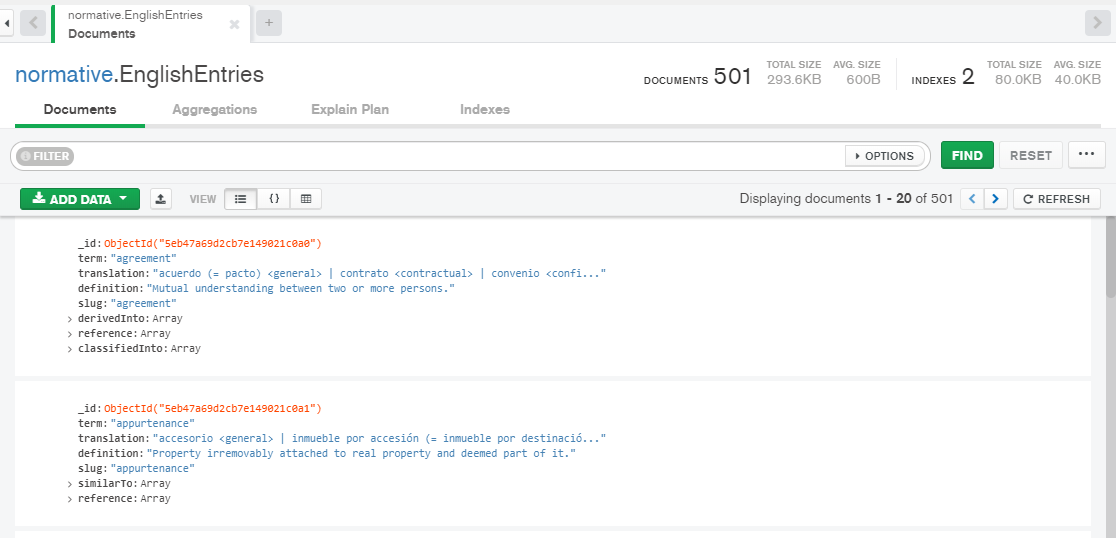 normative.EnglishEntries
Documents
normative.EnglishEntries
DOCUMENTS 501 TOTAL SIZE 293.6KB AVG. SIZE 600B INDEXES 2 TOTAL SIZE 80.0KB AVG. SIZE 40.0KB
Documents Aggregations Explain Plan Indexes
FILTER OPTIONS FIND RESET ...
ADD DATA VIEW {} Displaying documents 1 - 20 of 501 < > REFRESH
_id: ObjectId("5eb47a69d2cb7e149021c0a0")
term: "agreement"
translation: "acuerdo (= pacto) <general> | contrato <contractual> | convenio <confi..."
definition: "Mutual understanding between two or more persons."
slug: "agreement"
> derivedInto: Array
> reference: Array
> classifiedInto: Array
_id: ObjectId("5eb47a69d2cb7e149021c0a1")
term: "appurtenance"
translation: "accesorio <general> | inmueble por accesión (= inmueble por destinació..."
definition: "Property irremovably attached to real property and deemed part of it."
slug: "appurtenance"
> similarTo: Array
> reference: Array